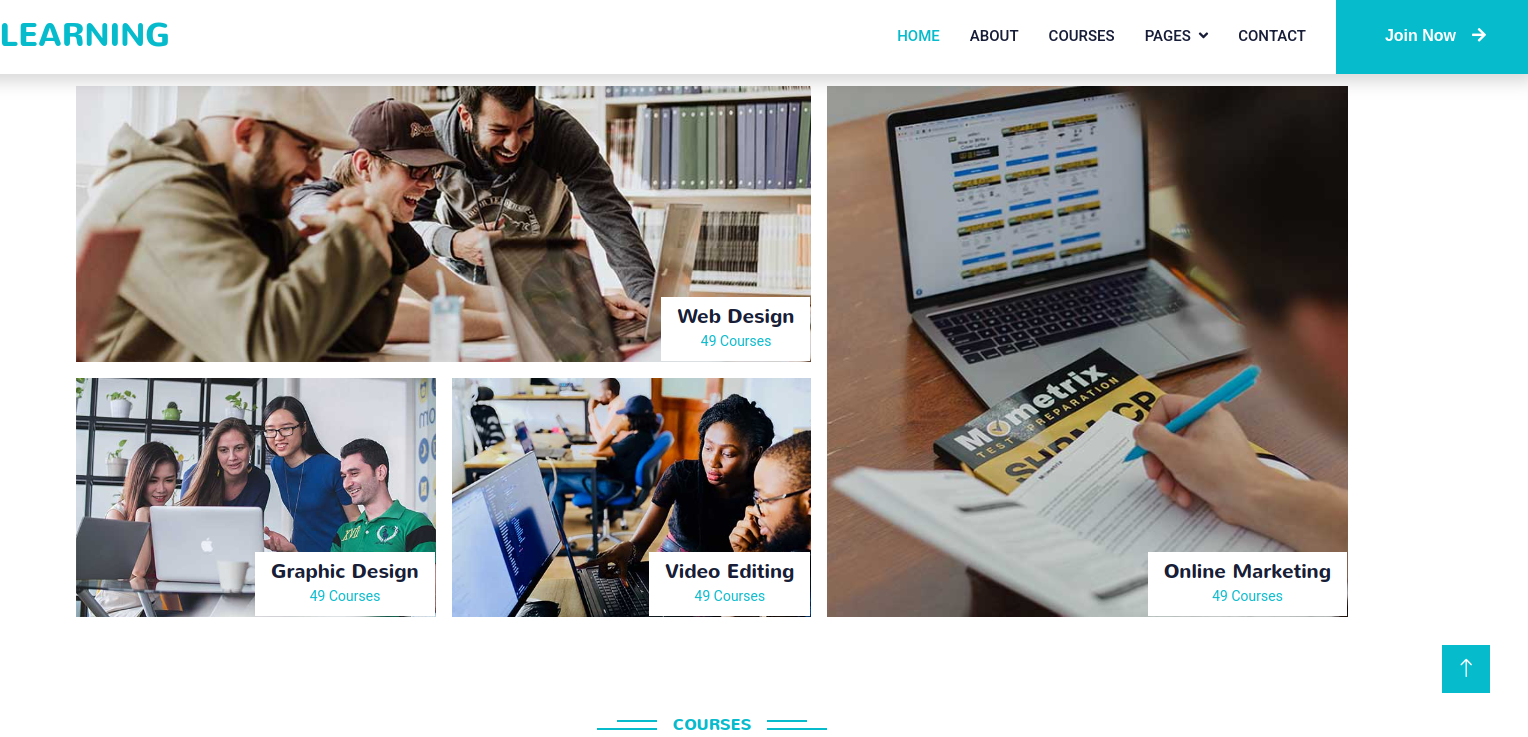 LEARNING
HOME
ABOUT
COURSES
PAGES
CONTACT
Join Now
Web Design
49 Courses
Mometrix
TEST PREPARATION
Graphic Design
49 Courses
Video Editing
49 Courses
Online Marketing
49 Courses
COURSES